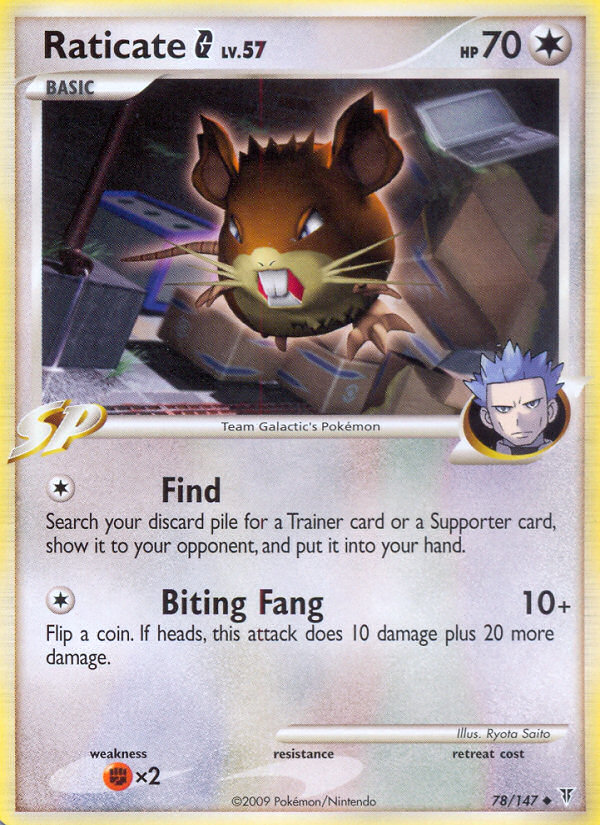 Raticate G LV.57 HP 70
BASIC
SP
Team Galactic's Pokémon
Find
Search your discard pile for a Trainer card or a Supporter card,
show it to your opponent, and put it into your hand.
Biting Fang 10+
Flip a coin. If heads, this attack does 10 damage plus 20 more
damage.
Illus. Ryota Saito
weakness resistance retreat cost
×2
©2009 Pokémon/Nintendo 78/147